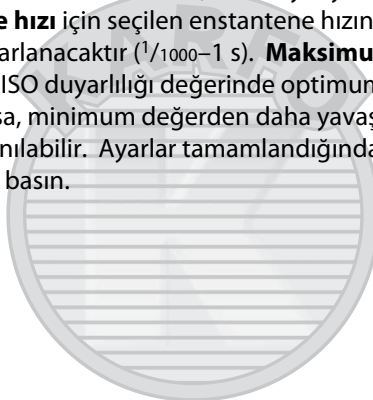 e hızı için seçilen enstantene hızın
arlanacaktır (1/1000–1 s). Maksimu
ISO duyarlılığı değerinde optimum
sa, minimum değerden daha yavaş
nılabilir. Ayarlar tamamlandığında
basın.